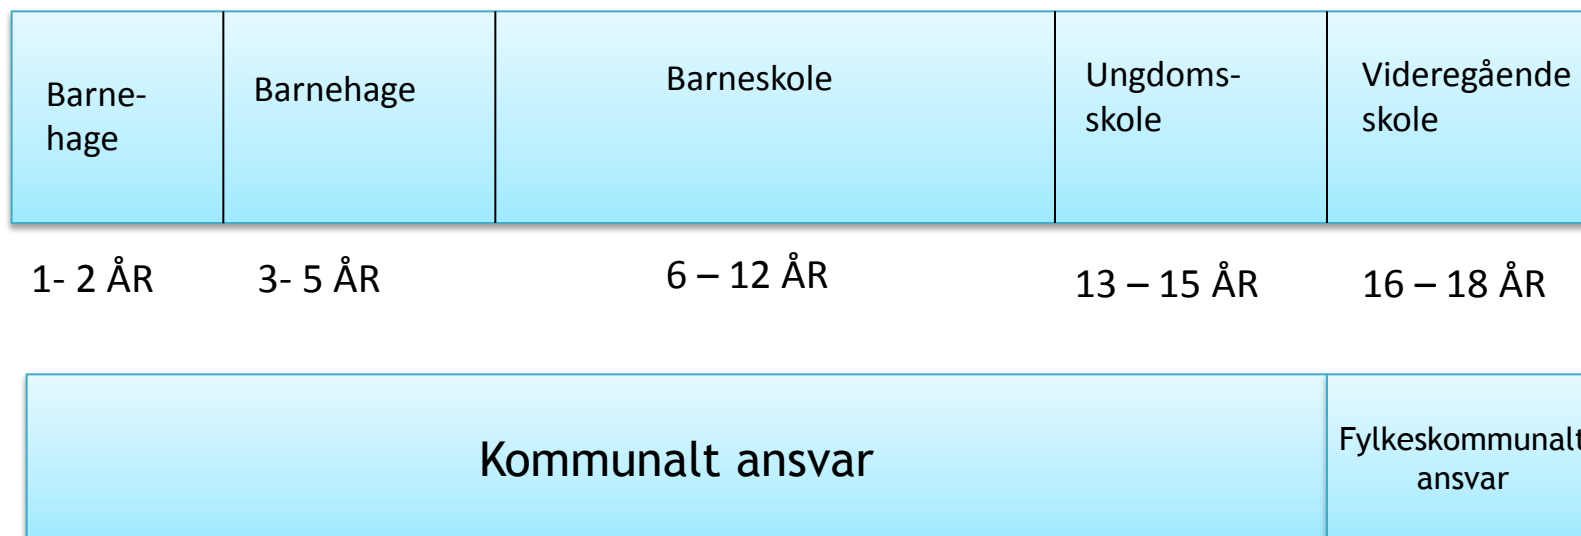 Barne-
hage
Barnehage
Barneskole
Ungdoms-
skole
Videregående
skole
1- 2 ÅR
3- 5 ÅR
6 – 12 ÅR
13 – 15 ÅR
16 – 18 ÅR
Kommunalt ansvar
Fylkeskommunalt
ansvar